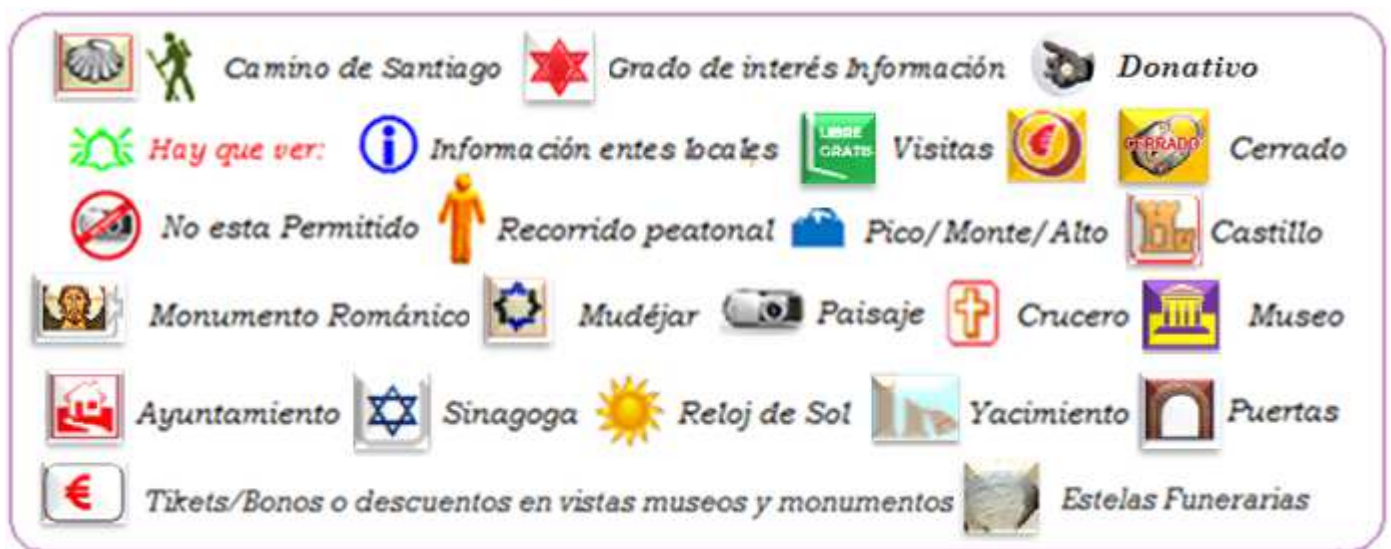 Camino de Santiago Grado de interés Información Donativo
Hay que ver: Información entes locales LIBRE GRATIS Visitas € CERRADO Cerrado
No esta Permitido Recorrido peatonal Pico/Monte/Alto Castillo
Monumento Románico Mudéjar Paisaje Crucero Museo
Ayuntamiento Sinagoga Reloj de Sol Yacimiento Puertas
€ Tikets/Bonos o descuentos en vistas museos y monumentos Estelas Funerarias